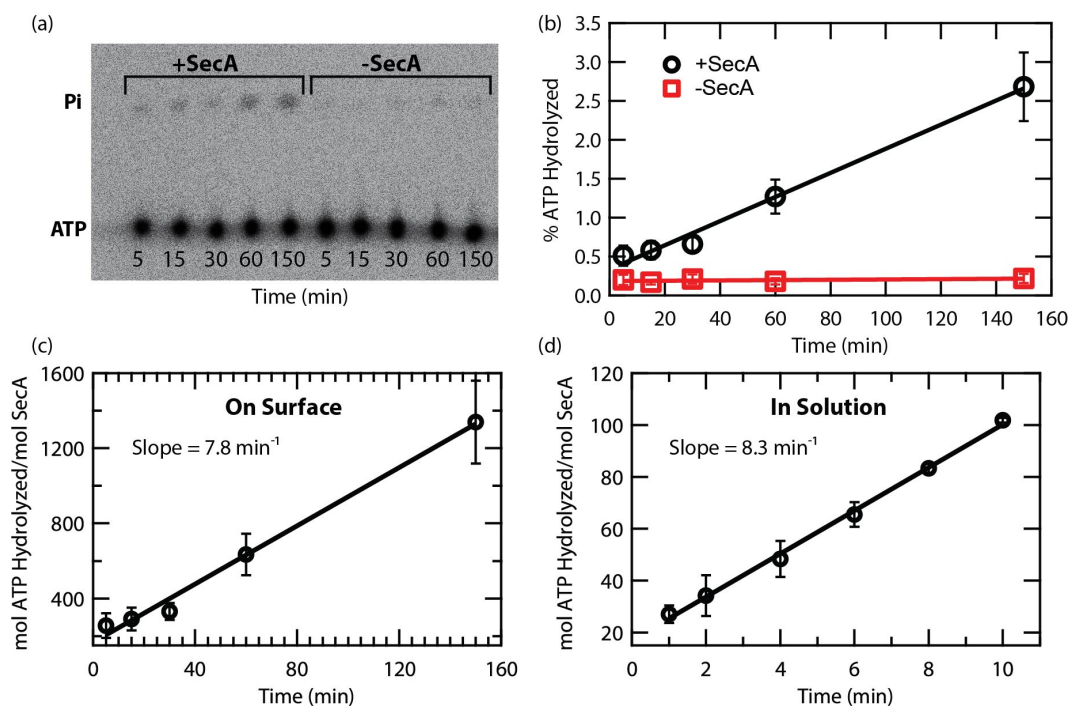 (a)
+SecA -SecA
Pi
ATP
5 15 30 60 150 5 15 30 60 150
Time (min)
(b)
3.5
3.0
2.5
2.0
1.5
1.0
0.5
0.0
% ATP Hydrolyzed
+SecA
-SecA
0 20 40 60 80 100 120 140 160
Time (min)
(c)
1600
1200
800
400
mol ATP Hydrolyzed/mol SecA
On Surface
Slope = 7.8 min⁻¹
0 40 80 120 160
Time (min)
(d)
120
100
80
60
40
20
mol ATP Hydrolyzed/mol SecA
In Solution
Slope = 8.3 min⁻¹
0 2 4 6 8 10
Time (min)